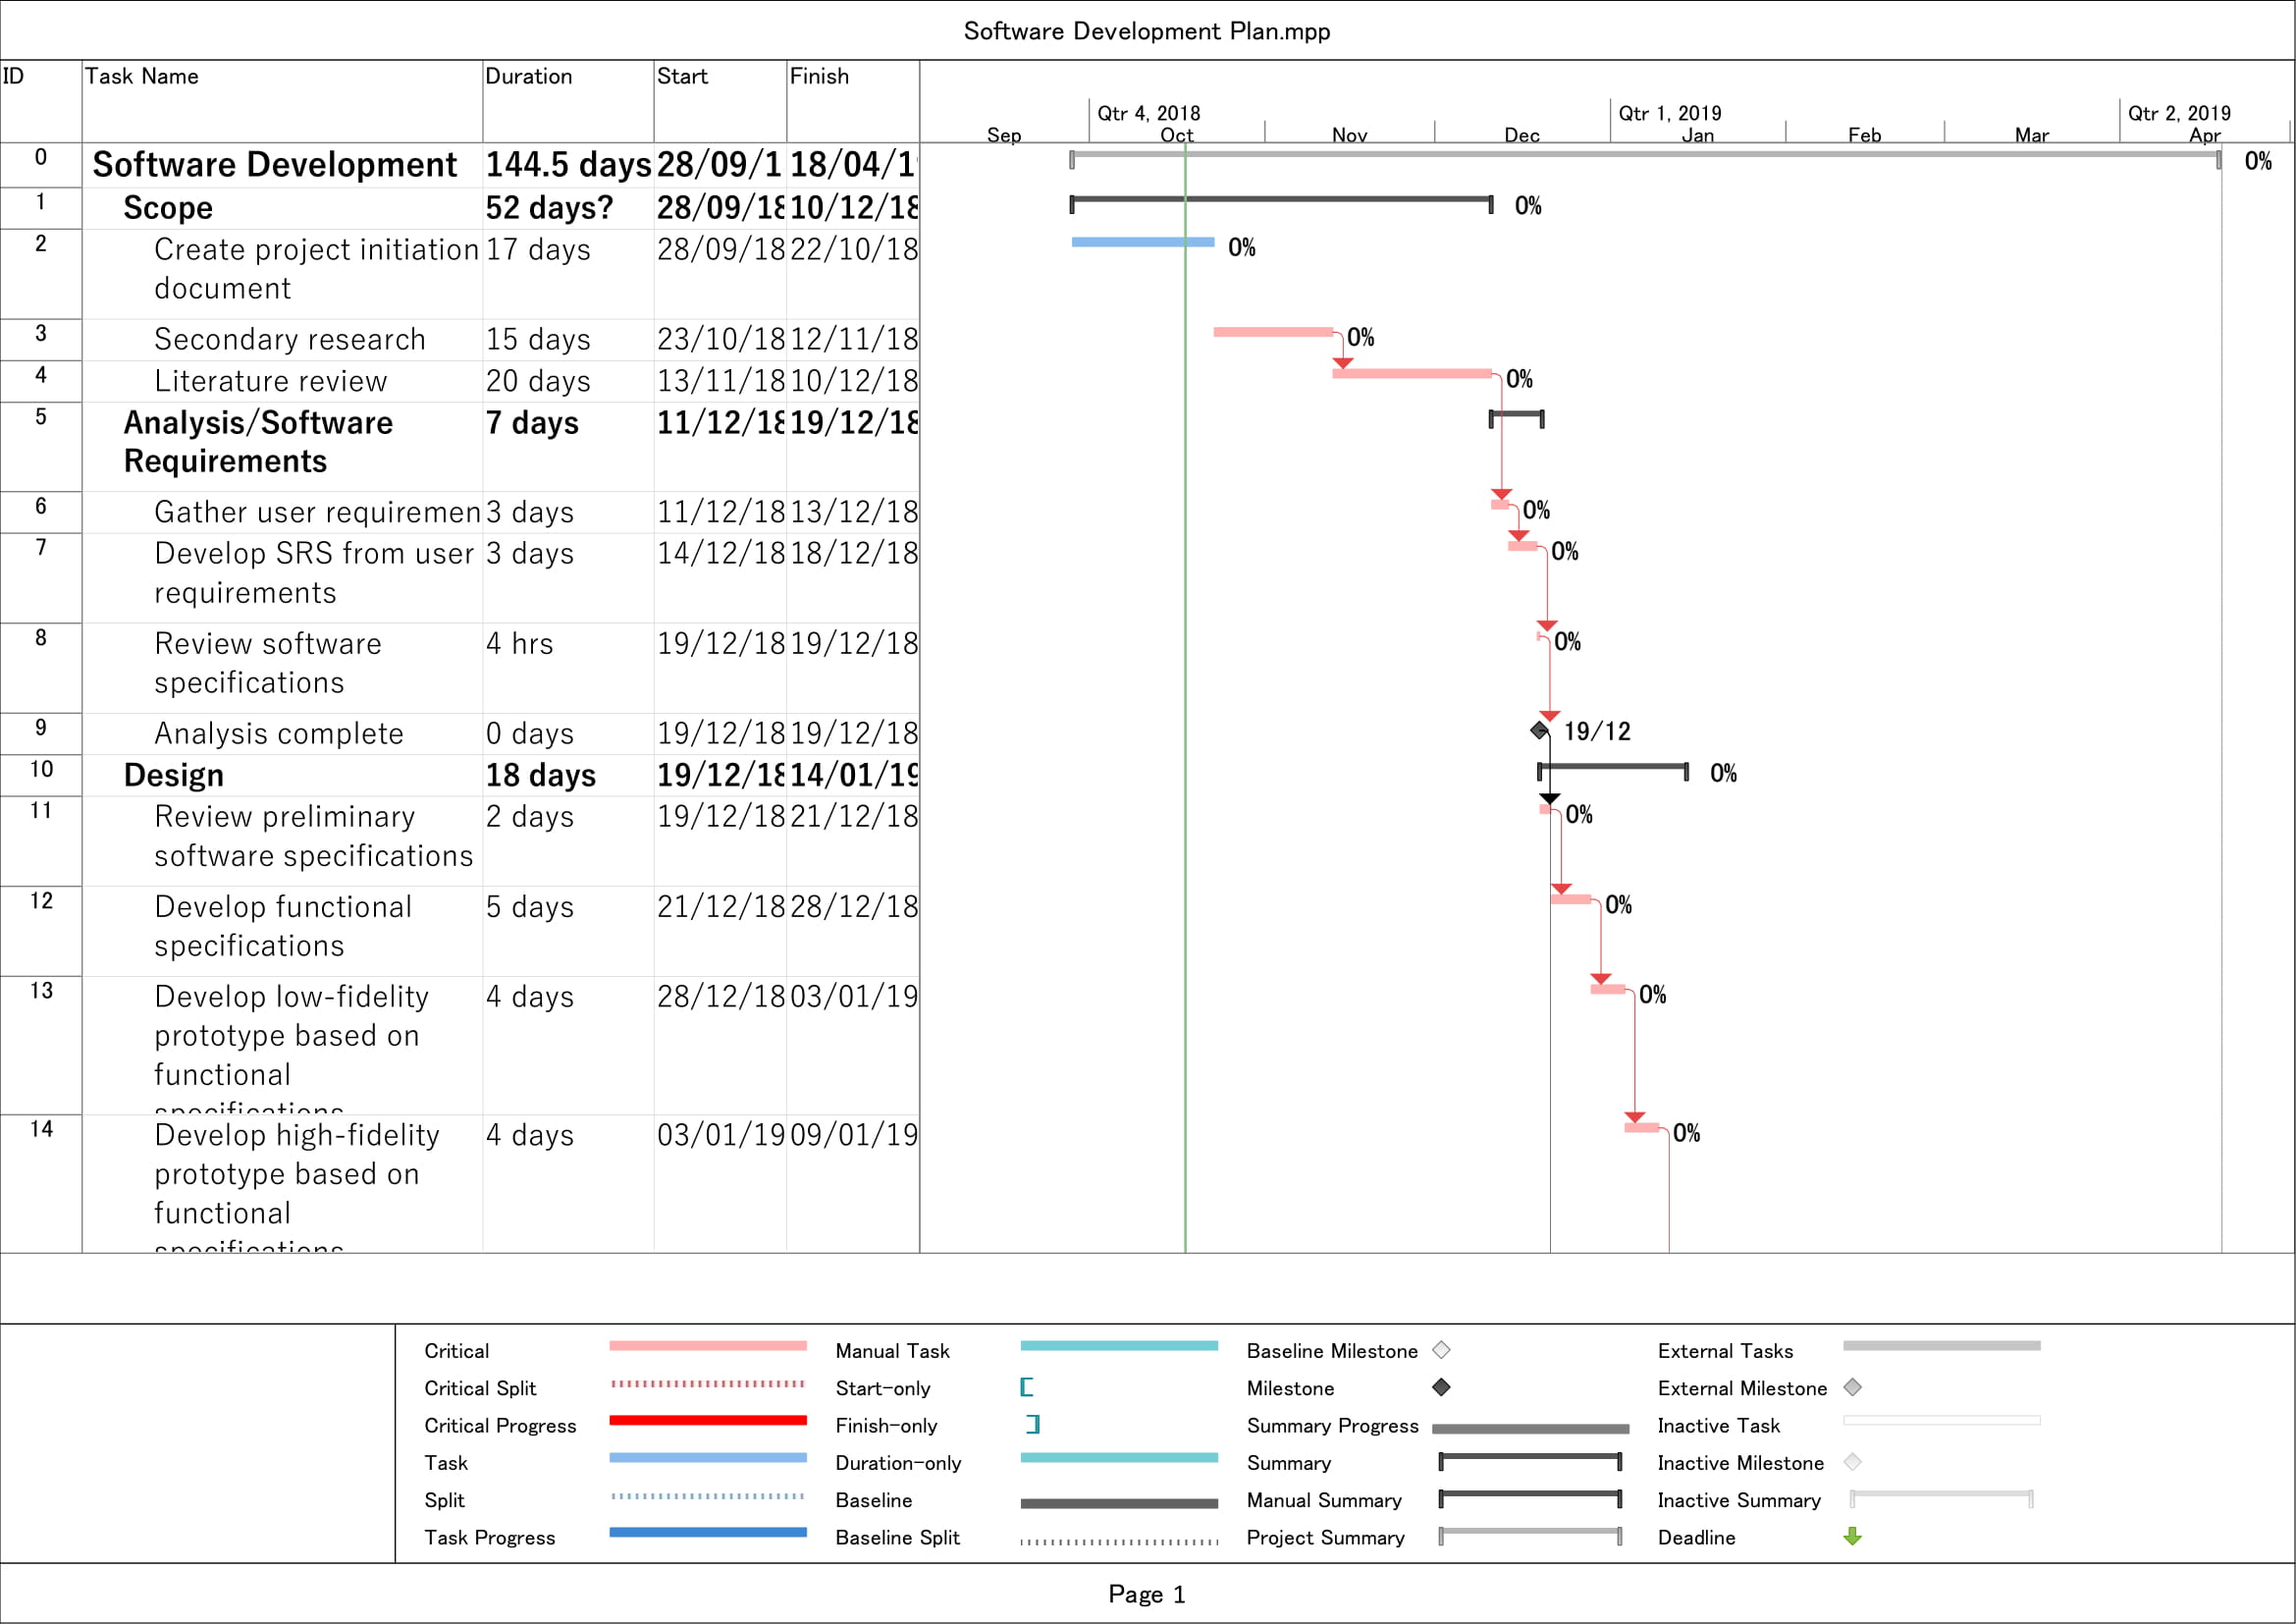 Software Development Plan.mpp
ID Task Name Duration Start Finish
Qtr 4, 2018 Qtr 1, 2019 Qtr 2, 2019
Sep Oct Nov Dec Jan Feb Mar Apr
0 Software Development 144.5 days 28/09/1 18/04/1 0%
1 Scope 52 days? 28/09/18 10/12/18 0%
2 Create project initiation 17 days 28/09/18 22/10/18 0%
document
3 Secondary research 15 days 23/10/18 12/11/18 0%
4 Literature review 20 days 13/11/18 10/12/18 0%
5 Analysis/Software 7 days 11/12/18 19/12/18
Requirements
6 Gather user requiremen 3 days 11/12/18 13/12/18 0%
7 Develop SRS from user 3 days 14/12/18 18/12/18 0%
requirements
8 Review software 4 hrs 19/12/18 19/12/18 0%
specifications
9 Analysis complete 0 days 19/12/18 19/12/18 19/12
10 Design 18 days 19/12/18 14/01/19 0%
11 Review preliminary 2 days 19/12/18 21/12/18 0%
software specifications
12 Develop functional 5 days 21/12/18 28/12/18 0%
specifications
13 Develop low-fidelity 4 days 28/12/18 03/01/19 0%
prototype based on
functional
specifications
14 Develop high-fidelity 4 days 03/01/19 09/01/19 0%
prototype based on
functional
specifications
Critical Manual Task Baseline Milestone External Tasks
Critical Split Start-only Milestone External Milestone
Critical Progress Finish-only Summary Progress Inactive Task
Task Duration-only Summary Inactive Milestone
Split Baseline Manual Summary Inactive Summary
Task Progress Baseline Split Project Summary Deadline
Page 1